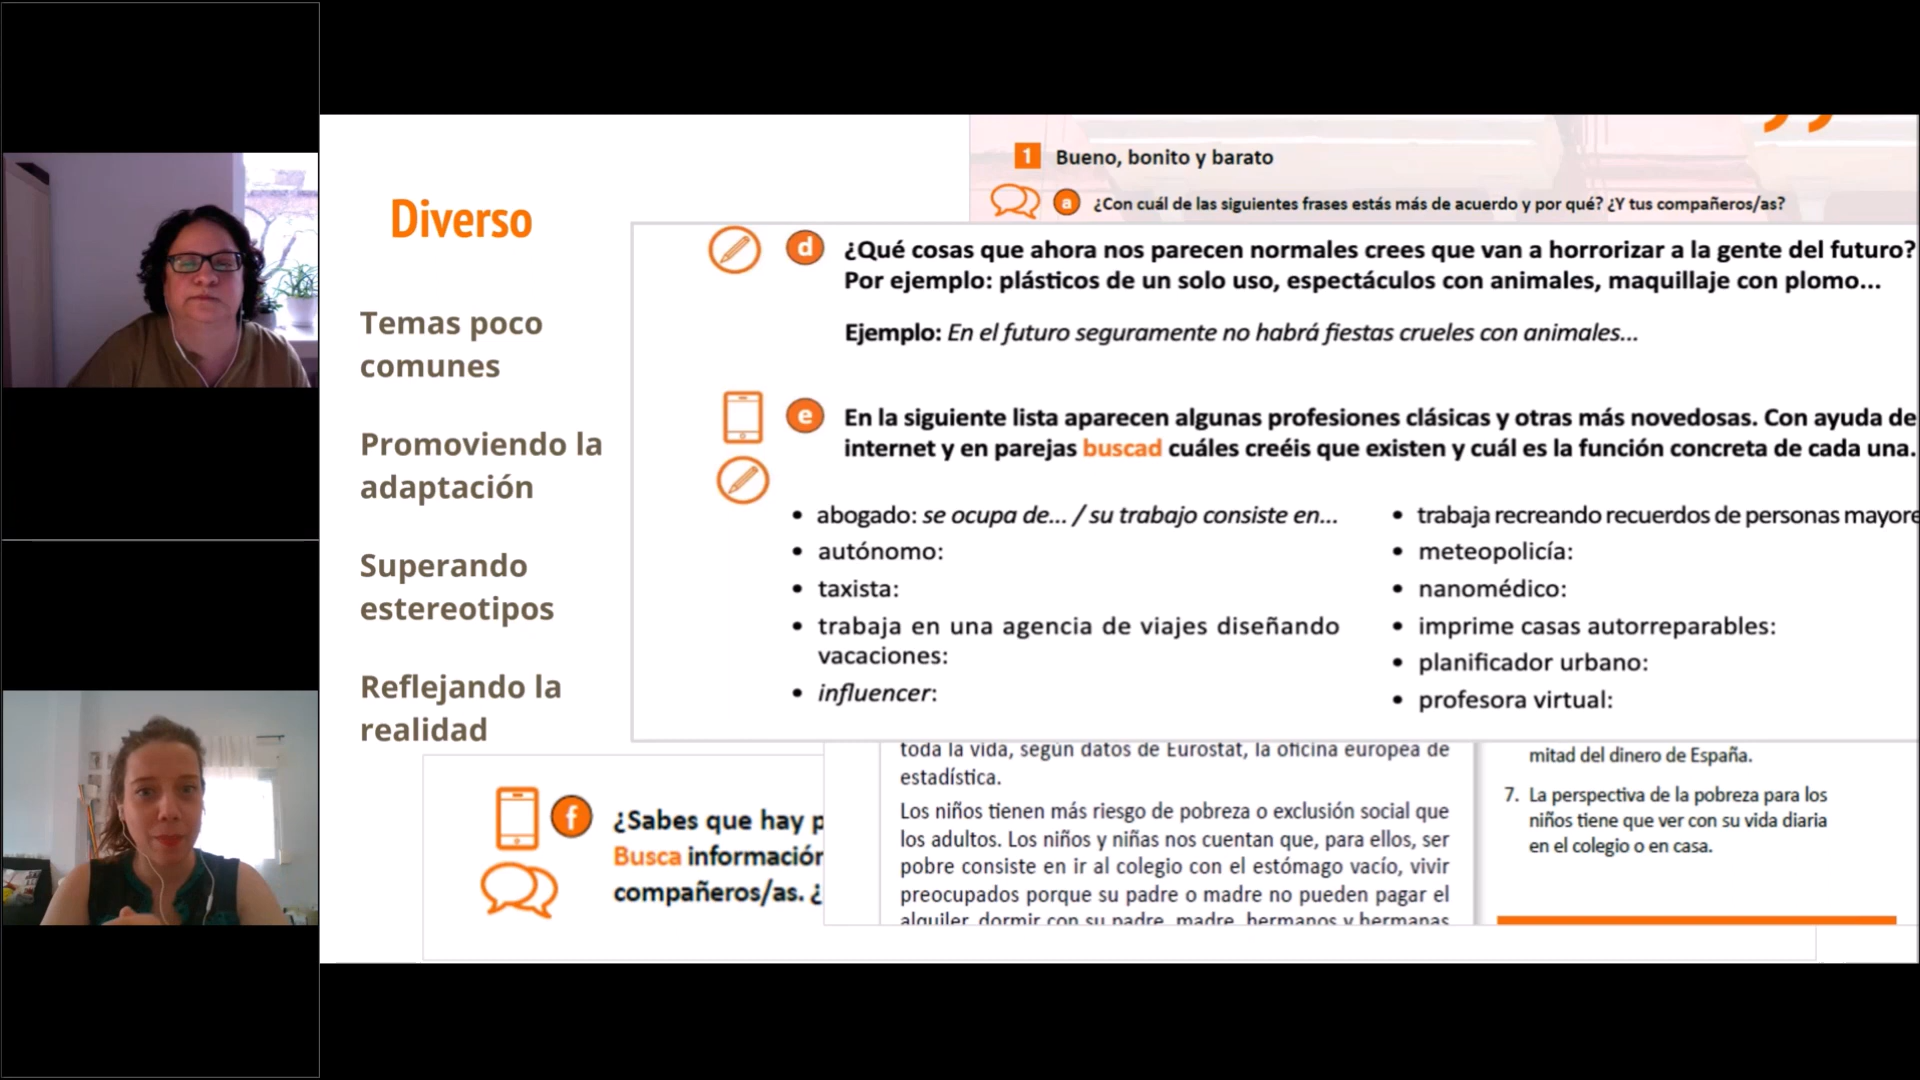 Diverso
Temas poco
comunes
Promoviendo la
adaptación
Superando
estereotipos
Reflejando la
realidad
1 Bueno, bonito y barato
a ¿Con cuál de las siguientes frases estás más de acuerdo y por qué? ¿Y tus compañeros/as?
d ¿Qué cosas que ahora nos parecen normales crees que van a horrorizar a la gente del futuro?
Por ejemplo: plásticos de un solo uso, espectáculos con animales, maquillaje con plomo...
Ejemplo: En el futuro seguramente no habrá fiestas crueles con animales...
e En la siguiente lista aparecen algunas profesiones clásicas y otras más novedosas. Con ayuda de
internet y en parejas buscad cuáles creéis que existen y cuál es la función concreta de cada una.
• abogado: se ocupa de... / su trabajo consiste en...
• autónomo:
• taxista:
• trabaja en una agencia de viajes diseñando
vacaciones:
• influencer:
• trabaja recreando recuerdos de personas mayore
• meteopolicía:
• nanomédico:
• imprime casas autorreparables:
• planificador urbano:
• profesora virtual:
f ¿Sabes que hay p
Busca información
compañeros/as. ¿
toda la vida, según datos de Eurostat, la oficina europea de
estadística.
Los niños tienen más riesgo de pobreza o exclusión social que
los adultos. Los niños y niñas nos cuentan que, para ellos, ser
pobre consiste en ir al colegio con el estómago vacío, vivir
preocupados porque su padre o madre no pueden pagar el
alquiler, dormir con su padre, madre, hermanos y hermanas
mitad del dinero de España.
7. La perspectiva de la pobreza para los
niños tiene que ver con su vida diaria
en el colegio o en casa.